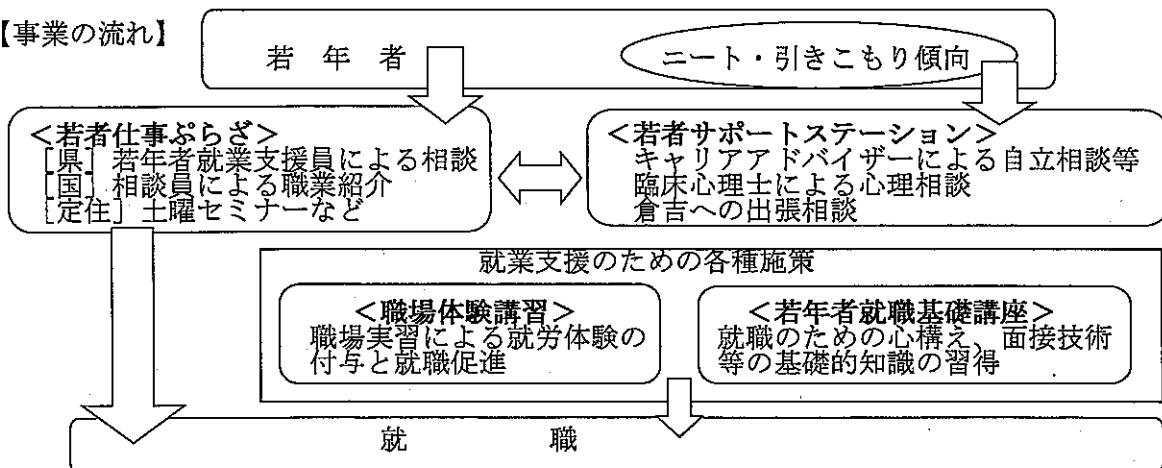 【事業の流れ】
若 年 者
ニート・引きこもり傾向
＜若者仕事ぷらざ＞
[県] 若年者就業支援員による相談
[国] 相談員による職業紹介
[定住] 土曜セミナーなど
＜若者サポートステーション＞
キャリアアドバイザーによる自立相談等
臨床心理士による心理相談
倉吉への出張相談
就業支援のための各種施策
＜職場体験講習＞
職場実習による就労体験の
付与と就職促進
＜若年者就職基礎講座＞
就職のための心構え、面接技術
等の基礎的知識の習得
就 職